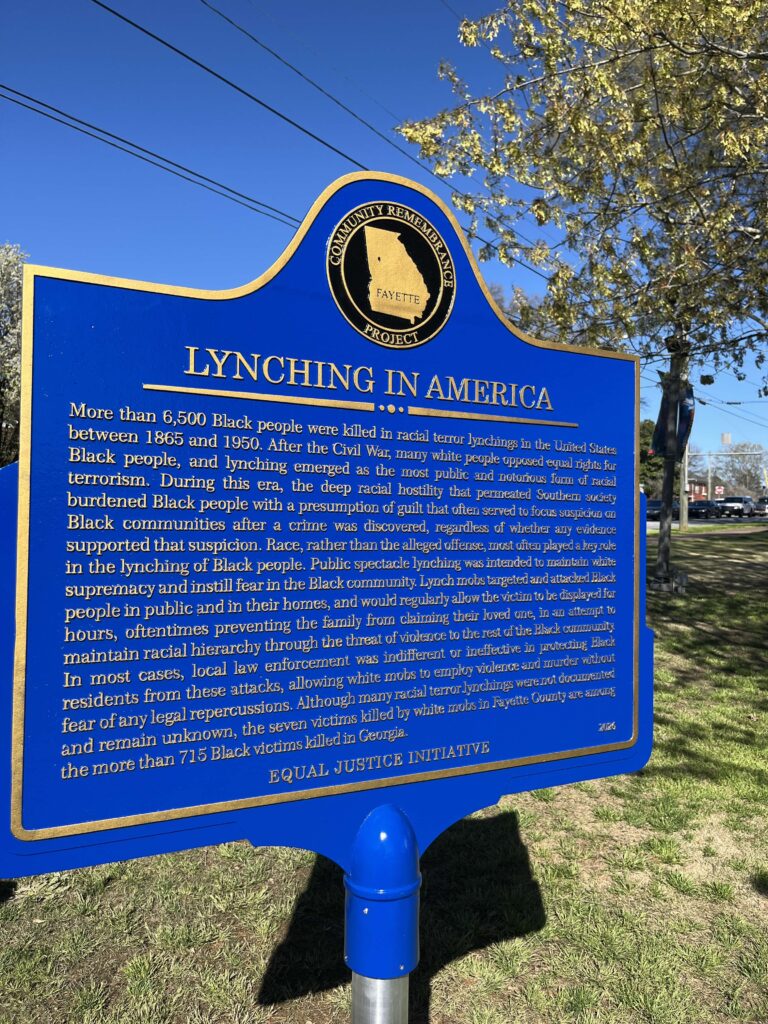 COMMUNITY REMEMBRANCE
FAYETTE
PROJECT
LYNCHING IN AMERICA
More than 6,500 Black people were killed in racial terror lynchings in the United States
between 1865 and 1950. After the Civil War, many white people opposed equal rights for
Black people, and lynching emerged as the most public and notorious form of racial
terrorism. During this era, the deep racial hostility that permeated Southern society
burdened Black people with a presumption of guilt that often served to focus suspicion on
Black communities after a crime was discovered, regardless of whether any evidence
supported that suspicion. Race, rather than the alleged offense, most often played a key role
in the lynching of Black people. Public spectacle lynching was intended to maintain white
supremacy and instill fear in the Black community. Lynch mobs targeted and attacked Black
people in public and in their homes, and would regularly allow the victim to be displayed for
hours, oftentimes preventing the family from claiming their loved one, in an attempt to
maintain racial hierarchy through the threat of violence to the rest of the Black community.
In most cases, local law enforcement was indifferent or ineffective in protecting Black
residents from these attacks, allowing white mobs to employ violence and murder without
fear of any legal repercussions. Although many racial terror lynchings were not documented
and remain unknown, the seven victims killed by white mobs in Fayette County are among
the more than 715 Black victims killed in Georgia.
EQUAL JUSTICE INITIATIVE